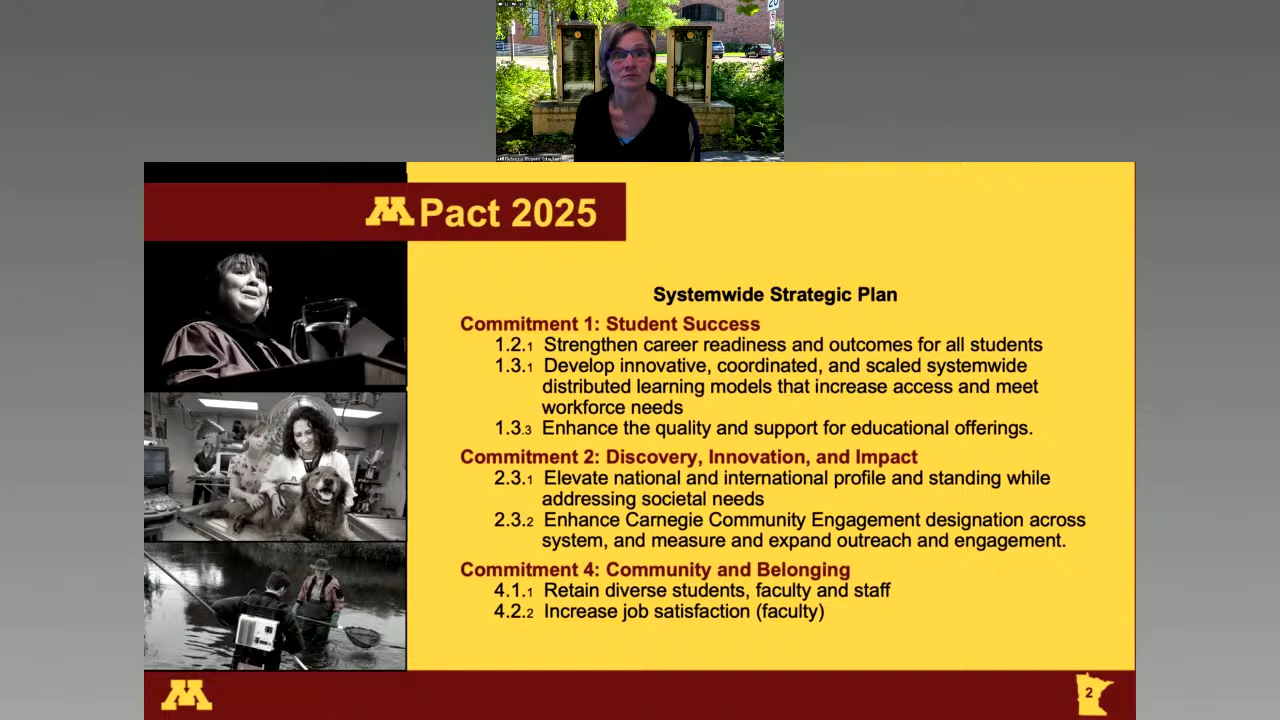 Rebecca Rogers
M Pact 2025
Systemwide Strategic Plan
Commitment 1: Student Success
1.2.1 Strengthen career readiness and outcomes for all students
1.3.1 Develop innovative, coordinated, and scaled systemwide
distributed learning models that increase access and meet
workforce needs
1.3.3 Enhance the quality and support for educational offerings.
Commitment 2: Discovery, Innovation, and Impact
2.3.1 Elevate national and international profile and standing while
addressing societal needs
2.3.2 Enhance Carnegie Community Engagement designation across
system, and measure and expand outreach and engagement.
Commitment 4: Community and Belonging
4.1.1 Retain diverse students, faculty and staff
4.2.2 Increase job satisfaction (faculty)
M
2